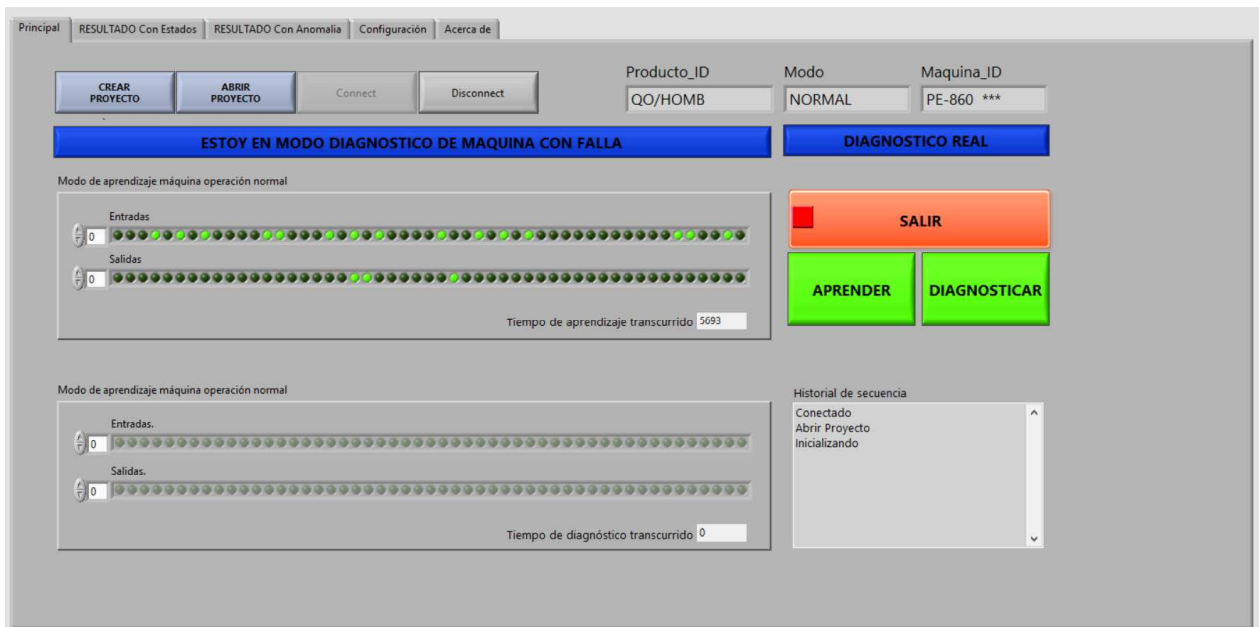 Principal RESULTADO Con Estados RESULTADO Con Anomalia Configuración Acerca de
Producto_ID Modo Maquina_ID
CREAR PROYECTO ABRIR PROYECTO Connect Disconnect QO/HOMB NORMAL PE-860 ***
ESTOY EN MODO DIAGNOSTICO DE MAQUINA CON FALLA DIAGNOSTICO REAL
Modo de aprendizaje máquina operación normal
Entradas
0
Salidas
0
Tiempo de aprendizaje transcurrido 5693
SALIR
APRENDER DIAGNOSTICAR
Modo de aprendizaje máquina operación normal
Entradas.
0
Salidas.
0
Tiempo de diagnóstico transcurrido 0
Historial de secuencia
Conectado
Abrir Proyecto
Inicializando